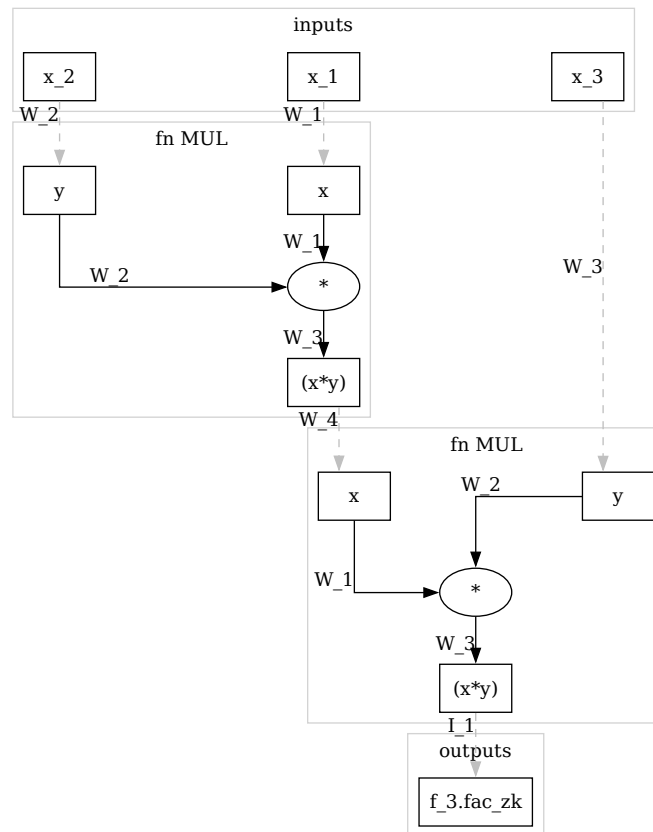 inputs
x_2
x_1
x_3
W_2
W_1
fn MUL
y
x
W_1
W_2
*
W_3
W_3
(x*y)
W_4
fn MUL
x
W_2
y
W_1
*
W_3
(x*y)
I_1
outputs
f_3.fac_zk